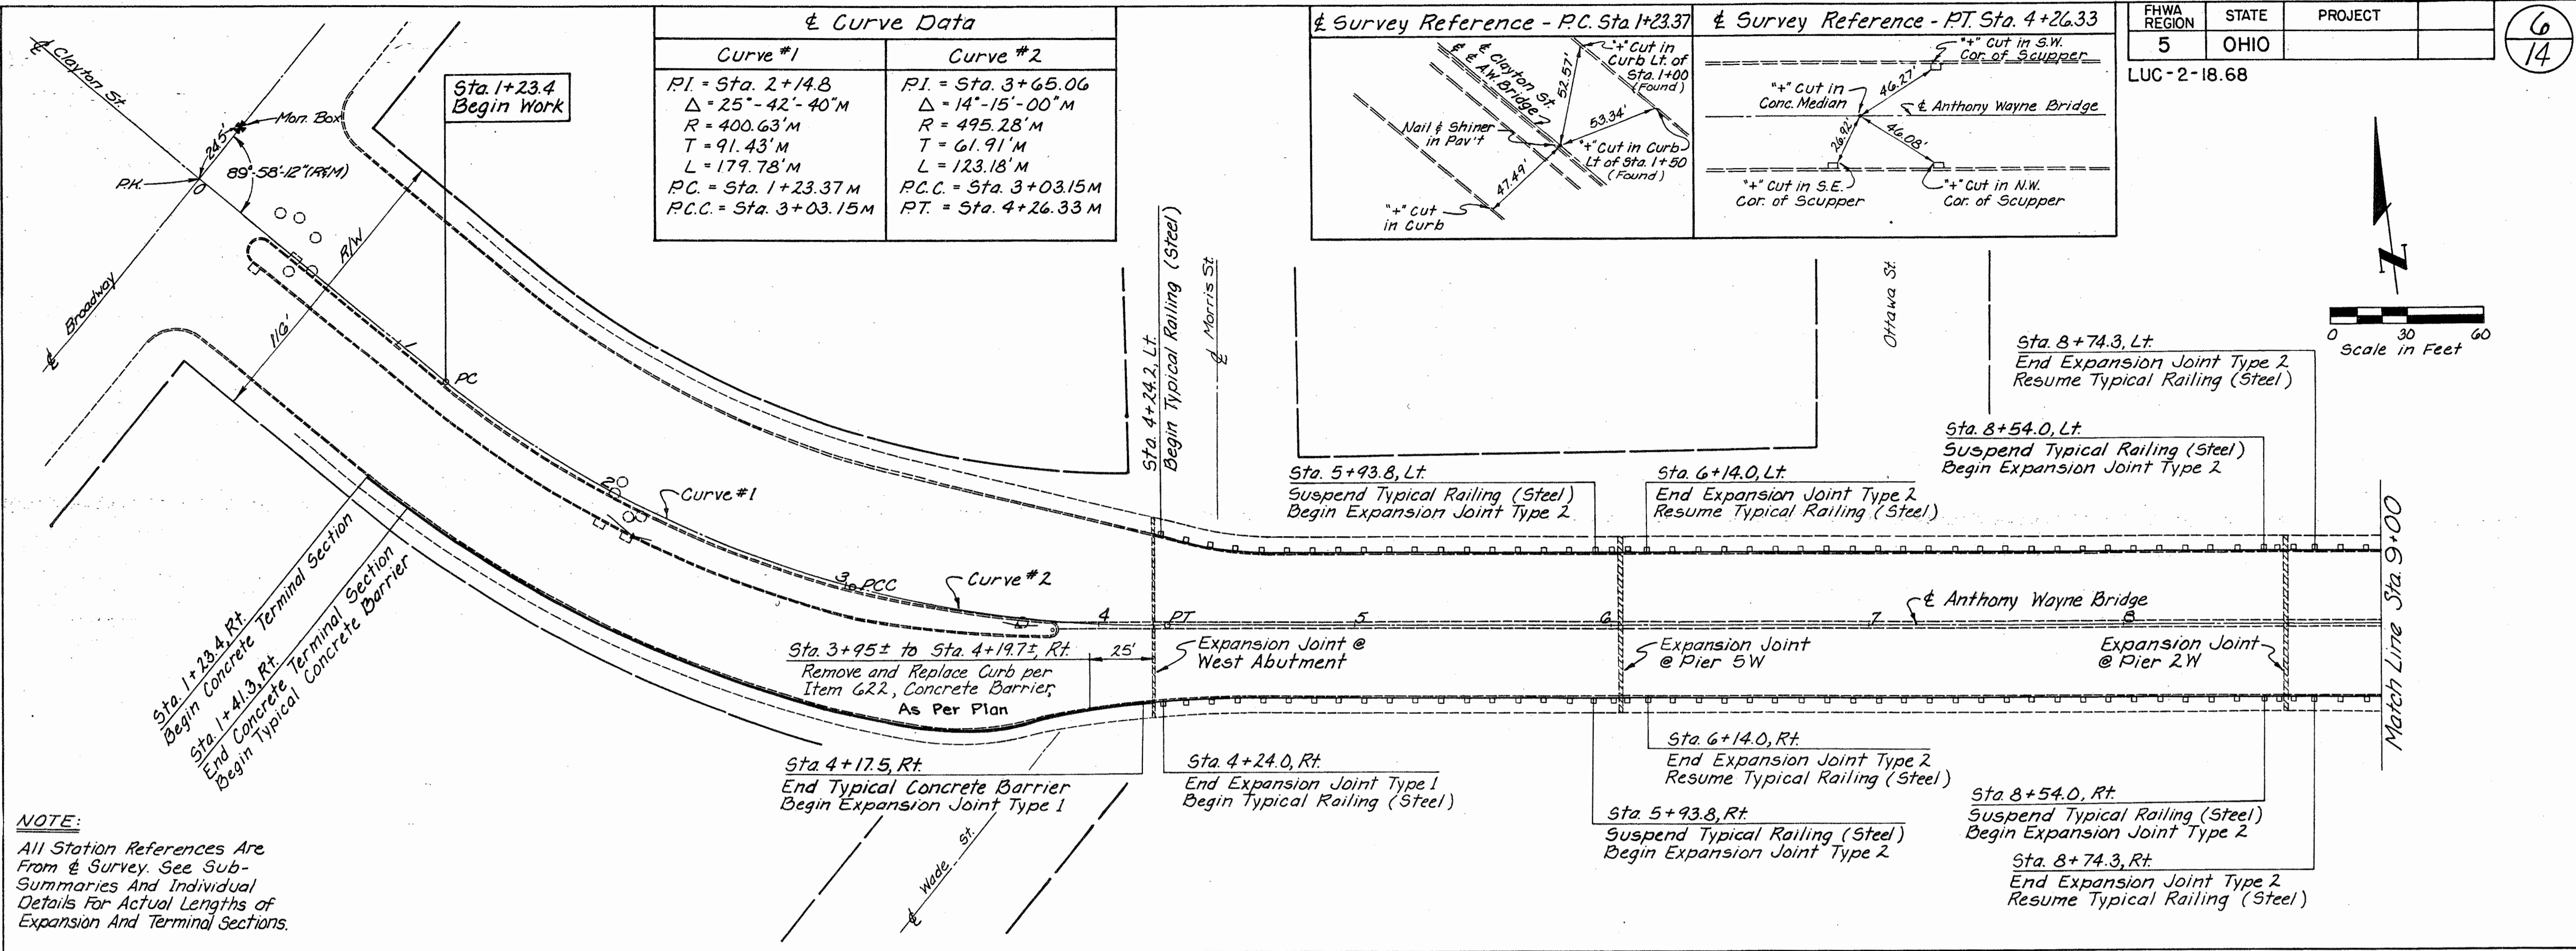 ℄ Curve Data
Curve #1
P.I. = Sta. 2+14.8
Δ = 25°-42'-40"M
R = 400.63'M
T = 91.43'M
L = 179.78'M
P.C. = Sta. 1+23.37 M
P.C.C. = Sta. 3+03.15M
Curve #2
P.I. = Sta. 3+65.06
Δ = 14°-15'-00"M
R = 495.28'M
T = 61.91'M
L = 123.18'M
P.C.C. = Sta. 3+03.15M
P.T. = Sta. 4+26.33 M
℄ Survey Reference - P.C. Sta. 1+23.37
℄ Clayton St.
& ℄ A.W. Bridge
"+" Cut in
Curb Lt. of
Sta. 1+00
(Found)
52.57'
53.34'
Nail & Shiner
in Pav't
"+" Cut in Curb
Lt of Sta. 1+50
(Found)
47.49'
"+" Cut
in Curb
℄ Survey Reference - P.T. Sta. 4+26.33
"+" Cut in S.W.
Cor. of Scupper
46.27'
"+" Cut in
Conc. Median
℄ Anthony Wayne Bridge
26.92'
46.08'
"+" Cut in S.E.
Cor. of Scupper
"+" Cut in N.W.
Cor. of Scupper
FHWA
REGION
STATE
PROJECT
5
OHIO
6
14
LUC-2-18.68
N
0 30 60
Scale in Feet
℄ Clayton St.
Mon. Box
24.5'
P.K.
0
89°-58'-12"(R&M)
℄ Broadway
R/W
116'
Sta. 1+23.4
Begin Work
1
PC
2
Curve #1
3
PCC
Curve #2
4
PT
5
6
7
8
℄ Anthony Wayne Bridge
Sta. 4+24.2, Lt.
Begin Typical Railing (Steel)
℄ Morris St.
Ottawa St.
Sta. 8+74.3, Lt.
End Expansion Joint Type 2
Resume Typical Railing (Steel)
Sta. 8+54.0, Lt.
Suspend Typical Railing (Steel)
Begin Expansion Joint Type 2
Sta. 5+93.8, Lt.
Suspend Typical Railing (Steel)
Begin Expansion Joint Type 2
Sta. 6+14.0, Lt.
End Expansion Joint Type 2
Resume Typical Railing (Steel)
Match Line Sta. 9+00
Sta. 1+23.4, Rt.
Begin Concrete Terminal Section
Sta. 1+41.3, Rt.
End Concrete Terminal Section
Begin Typical Concrete Barrier
Sta. 3+95± to Sta. 4+19.7±, Rt.
Remove and Replace Curb per
Item 622, Concrete Barrier,
As Per Plan
25'
Expansion Joint @
West Abutment
Expansion Joint
@ Pier 5W
Expansion Joint
@ Pier 2W
Sta. 4+17.5, Rt.
End Typical Concrete Barrier
Begin Expansion Joint Type 1
Sta. 4+24.0, Rt.
End Expansion Joint Type 1
Begin Typical Railing (Steel)
Sta. 6+14.0, Rt.
End Expansion Joint Type 2
Resume Typical Railing (Steel)
Sta. 5+93.8, Rt.
Suspend Typical Railing (Steel)
Begin Expansion Joint Type 2
Sta. 8+54.0, Rt.
Suspend Typical Railing (Steel)
Begin Expansion Joint Type 2
Sta. 8+74.3, Rt.
End Expansion Joint Type 2
Resume Typical Railing (Steel)
℄ Wade St.
NOTE:
All Station References Are
From ℄ Survey. See Sub-
Summaries And Individual
Details For Actual Lengths of
Expansion And Terminal Sections.